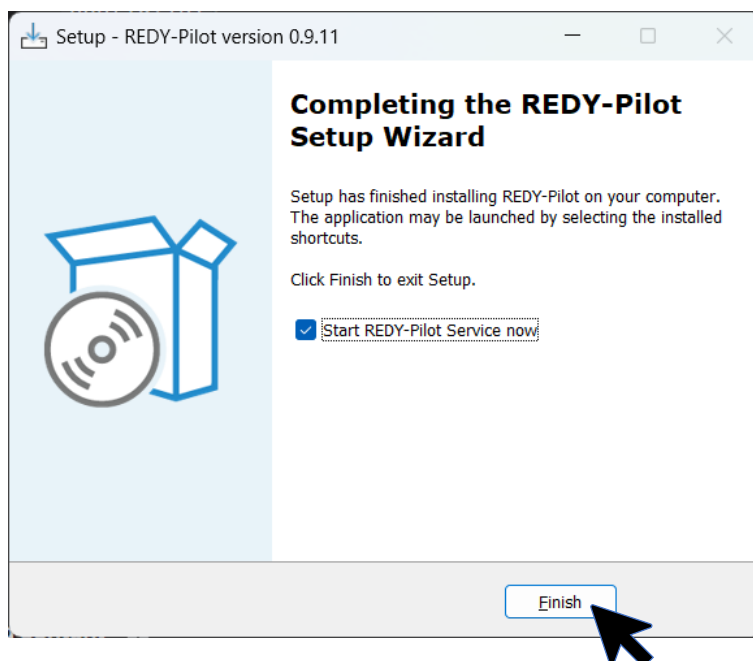 Setup - REDY-Pilot version 0.9.11
Completing the REDY-Pilot
Setup Wizard
Setup has finished installing REDY-Pilot on your computer.
The application may be launched by selecting the installed
shortcuts.
Click Finish to exit Setup.
Start REDY-Pilot Service now
Finish